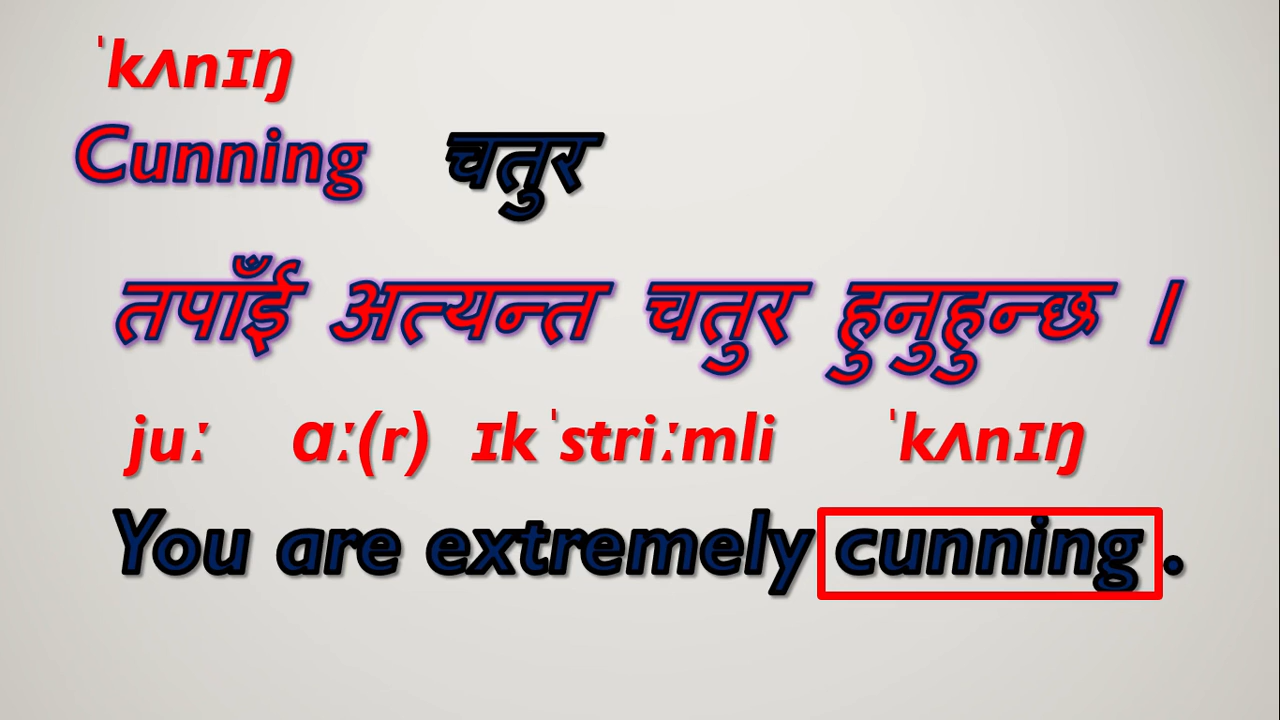 ˈkʌnɪŋ
Cunning चतुर
तपाँई अत्यन्त चतुर हुनुहुन्छ ।
juː ɑː(r) ɪkˈstriːmli ˈkʌnɪŋ
You are extremely cunning .